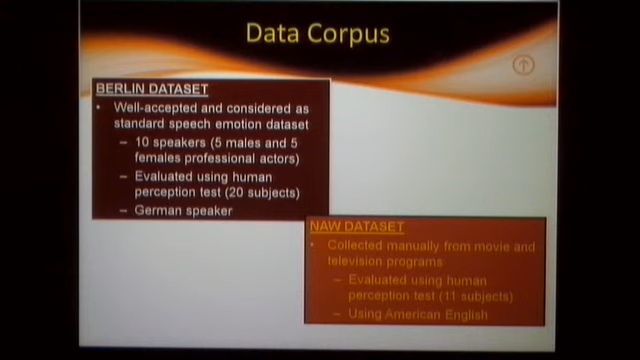 Data Corpus
BERLIN DATASET
• Well-accepted and considered as
standard speech emotion dataset
– 10 speakers (5 males and 5
females professional actors)
– Evaluated using human
perception test (20 subjects)
– German speaker
NAW DATASET
• Collected manually from movie and
television programs
– Evaluated using human
perception test (11 subjects)
– Using American English